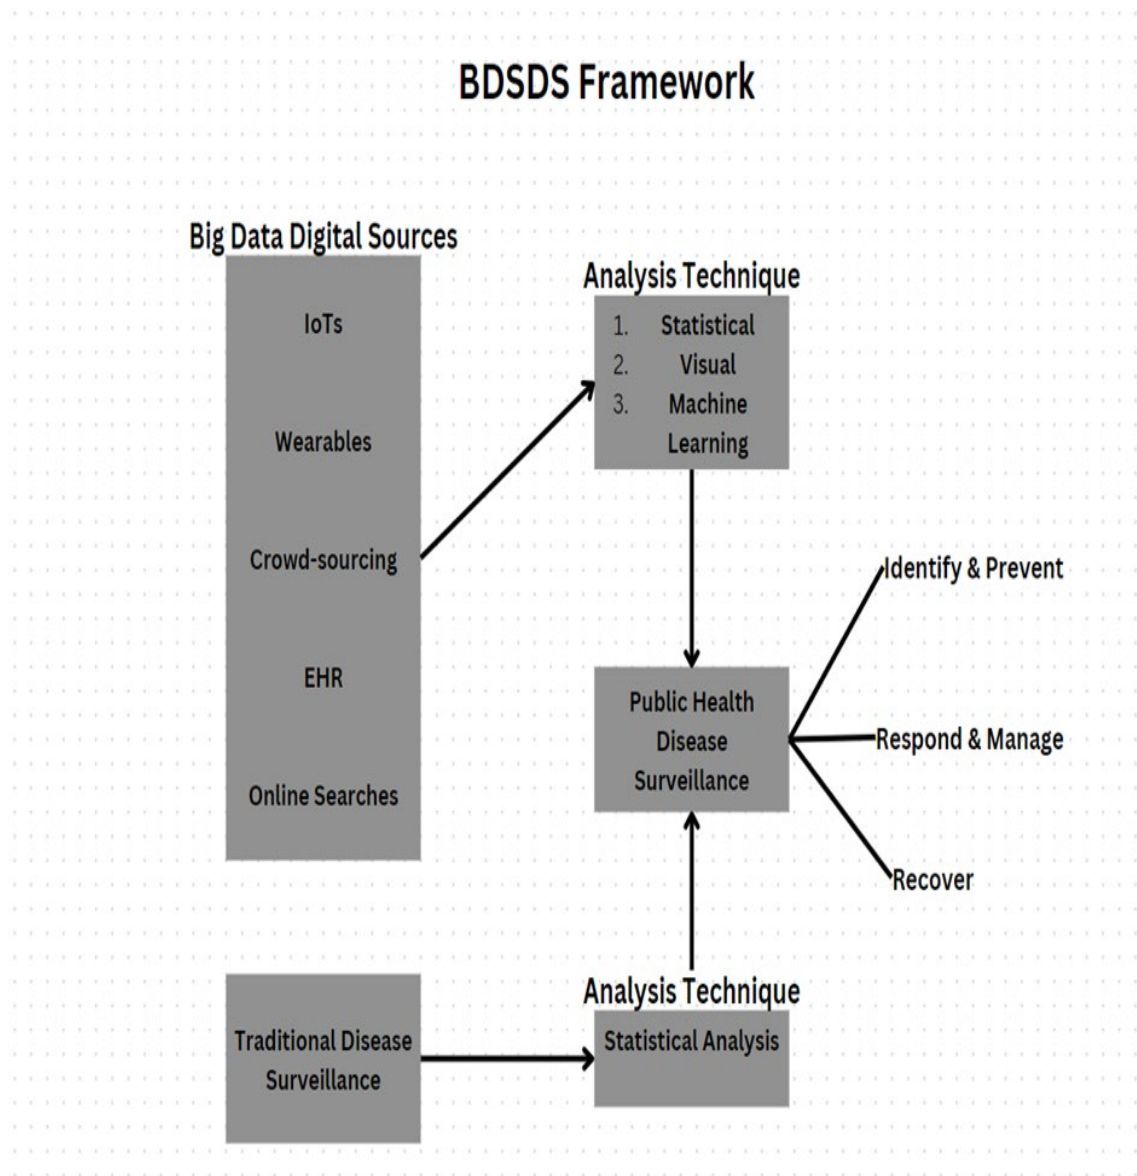 BDSDS Framework
Big Data Digital Sources
IoTs
Wearables
Crowd-sourcing
EHR
Online Searches
Analysis Technique
1. Statistical
2. Visual
3. Machine
Learning
Public Health
Disease
Surveillance
Identify & Prevent
Respond & Manage
Recover
Traditional Disease
Surveillance
Analysis Technique
Statistical Analysis